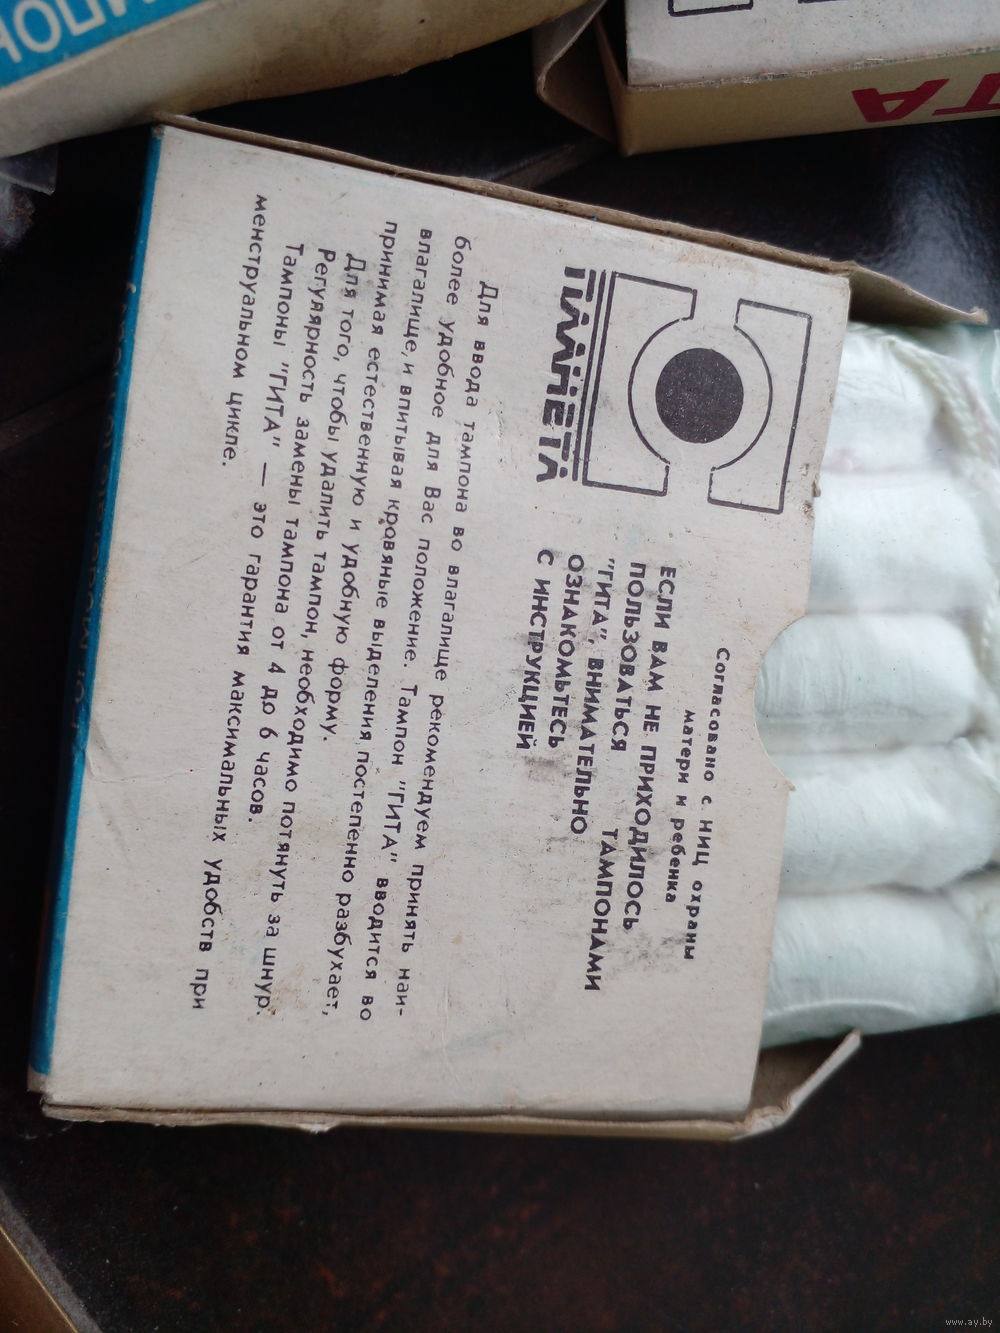 Согласовано с НИЦ охраны
матери и ребенка
ЕСЛИ ВАМ НЕ ПРИХОДИЛОСЬ
ПОЛЬЗОВАТЬСЯ ТАМПОНАМИ
"ГИТА", ВНИМАТЕЛЬНО
ОЗНАКОМЬТЕСЬ
С ИНСТРУКЦИЕЙ
ПЛАНЕТА
Для ввода тампона во влагалище рекомендуем принять наи-
более удобное для Вас положение. Тампон "ГИТА" вводится во
влагалище, и впитывая кровяные выделения, постепенно разбухает,
принимая естественную и удобную форму.
Для того, чтобы удалить тампон, необходимо потянуть за шнур.
Регулярность замены тампона от 4 до 6 часов.
Тампоны "ГИТА" — это гарантия максимальных удобств при
менструальном цикле.
www.ay.by